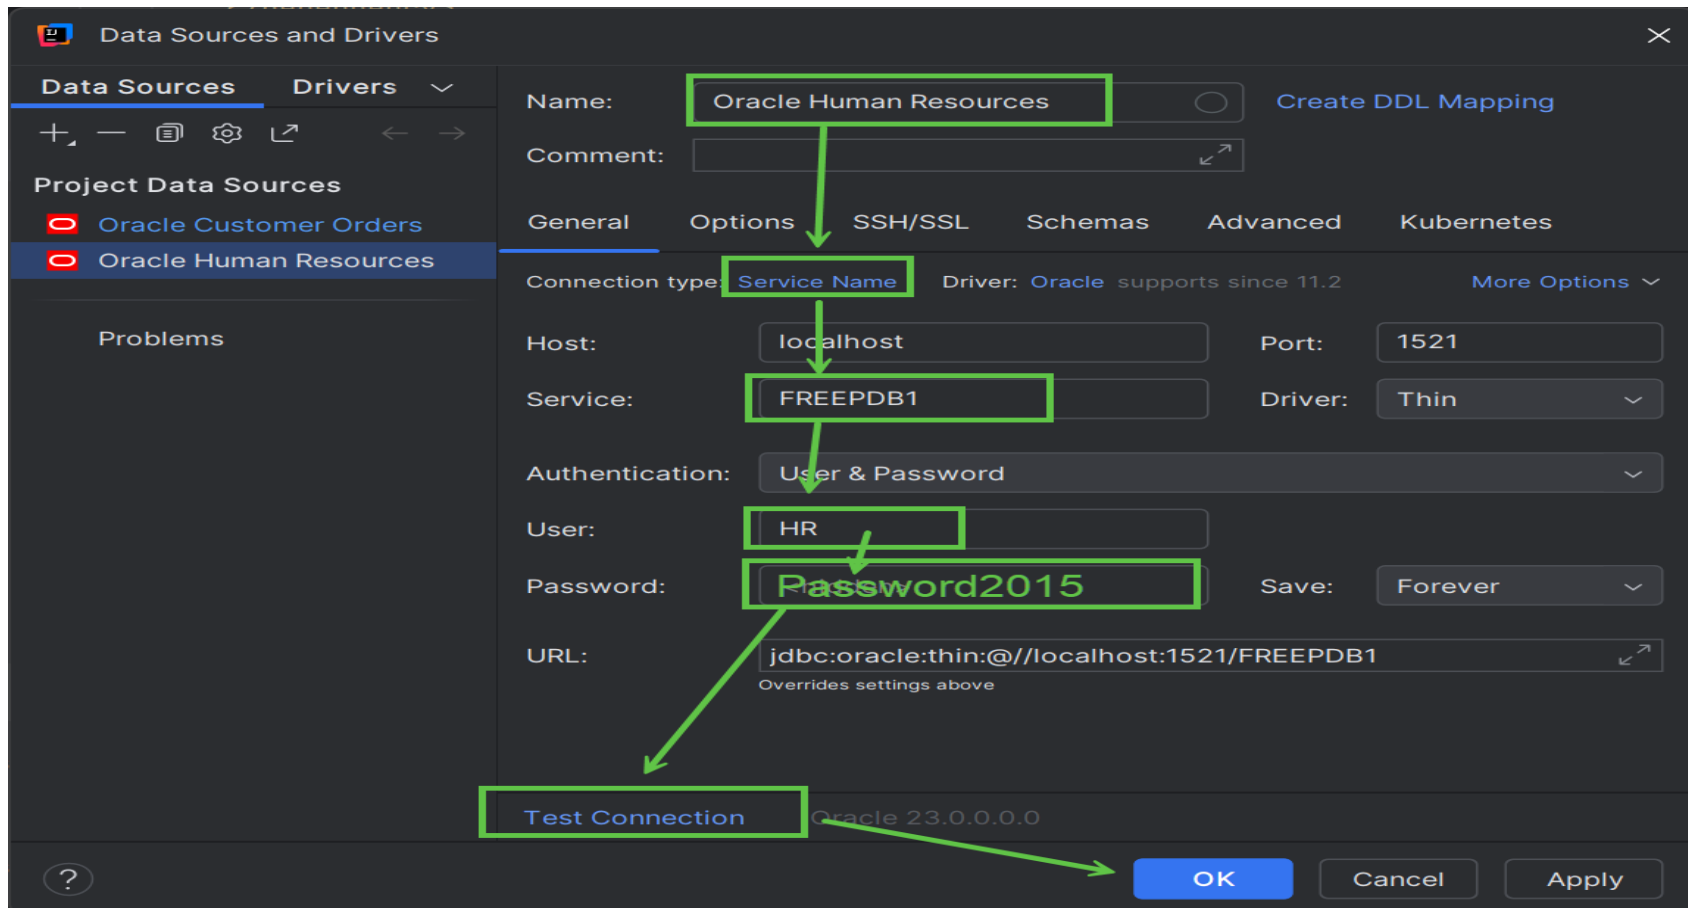 Data Sources and Drivers
Data Sources Drivers
Name: Oracle Human Resources Create DDL Mapping
Comment:
Project Data Sources
Oracle Customer Orders
Oracle Human Resources
Problems
General Options SSH/SSL Schemas Advanced Kubernetes
Connection type: Service Name Driver: Oracle supports since 11.2 More Options
Host: localhost Port: 1521
Service: FREEPDB1 Driver: Thin
Authentication: User & Password
User: HR
Password: Password2015 Save: Forever
URL: jdbc:oracle:thin:@//localhost:1521/FREEPDB1
Overrides settings above
Test Connection Oracle 23.0.0.0.0
? OK Cancel Apply